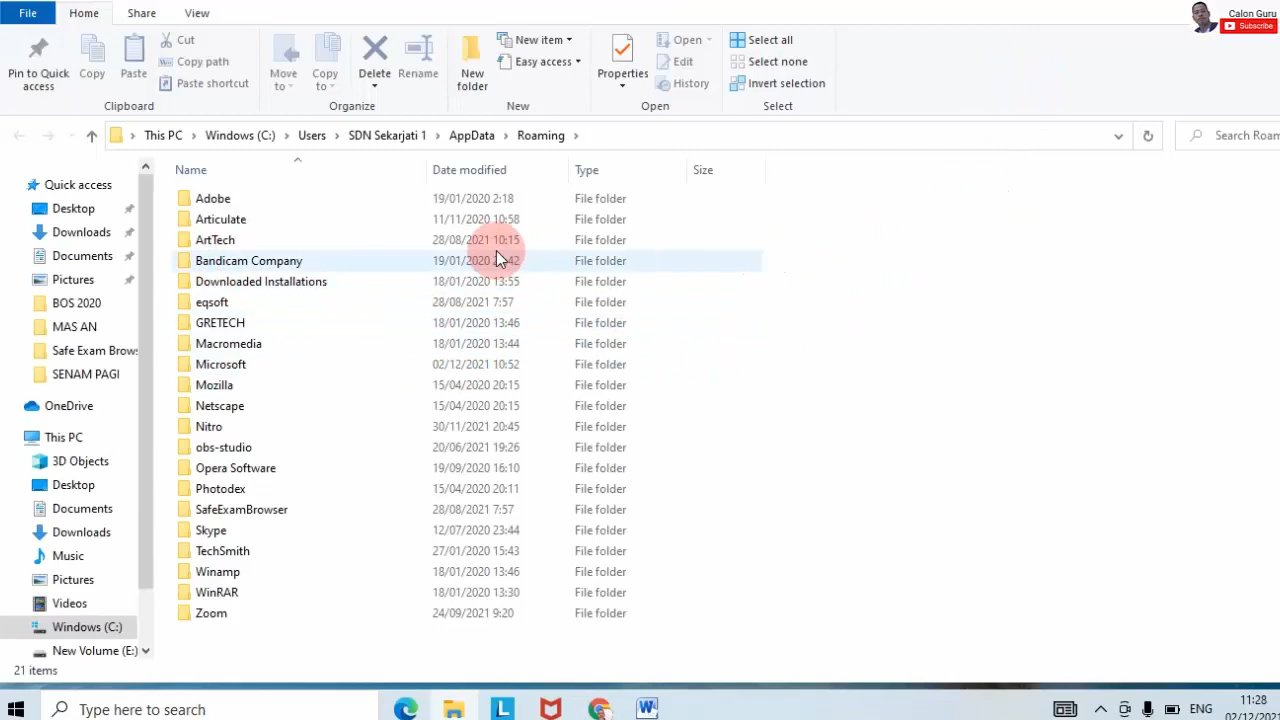 File Home Share View
Calon Guru
Subscribe
Pin to Quick access
Copy
Paste
Cut
Copy path
Paste shortcut
Clipboard
Move to
Copy to
Delete
Rename
Organize
New folder
New item
Easy access
New
Properties
Open
Edit
History
Open
Select all
Select none
Invert selection
Select
This PC > Windows (C:) > Users > SDN Sekarjati 1 > AppData > Roaming >
Search Roam
Quick access
Desktop
Downloads
Documents
Pictures
BOS 2020
MAS AN
Safe Exam Brows
SENAM PAGI
OneDrive
This PC
3D Objects
Desktop
Documents
Downloads
Music
Pictures
Videos
Windows (C:)
New Volume (E:)
Name Date modified Type Size
Adobe 19/01/2020 2:18 File folder
Articulate 11/11/2020 10:58 File folder
ArtTech 28/08/2021 10:15 File folder
Bandicam Company 19/01/2020 File folder
Downloaded Installations 18/01/2020 13:55 File folder
eqsoft 28/08/2021 7:57 File folder
GRETECH 18/01/2020 13:46 File folder
Macromedia 18/01/2020 13:44 File folder
Microsoft 02/12/2021 10:52 File folder
Mozilla 15/04/2020 20:15 File folder
Netscape 15/04/2020 20:15 File folder
Nitro 30/11/2021 20:45 File folder
obs-studio 20/06/2021 19:26 File folder
Opera Software 19/09/2020 16:10 File folder
Photodex 15/04/2020 20:11 File folder
SafeExamBrowser 28/08/2021 7:57 File folder
Skype 12/07/2020 23:44 File folder
TechSmith 27/01/2020 15:43 File folder
Winamp 18/01/2020 13:46 File folder
WinRAR 18/01/2020 13:30 File folder
Zoom 24/09/2021 9:20 File folder
21 items
Type here to search
ENG
11:28
02/12/2021